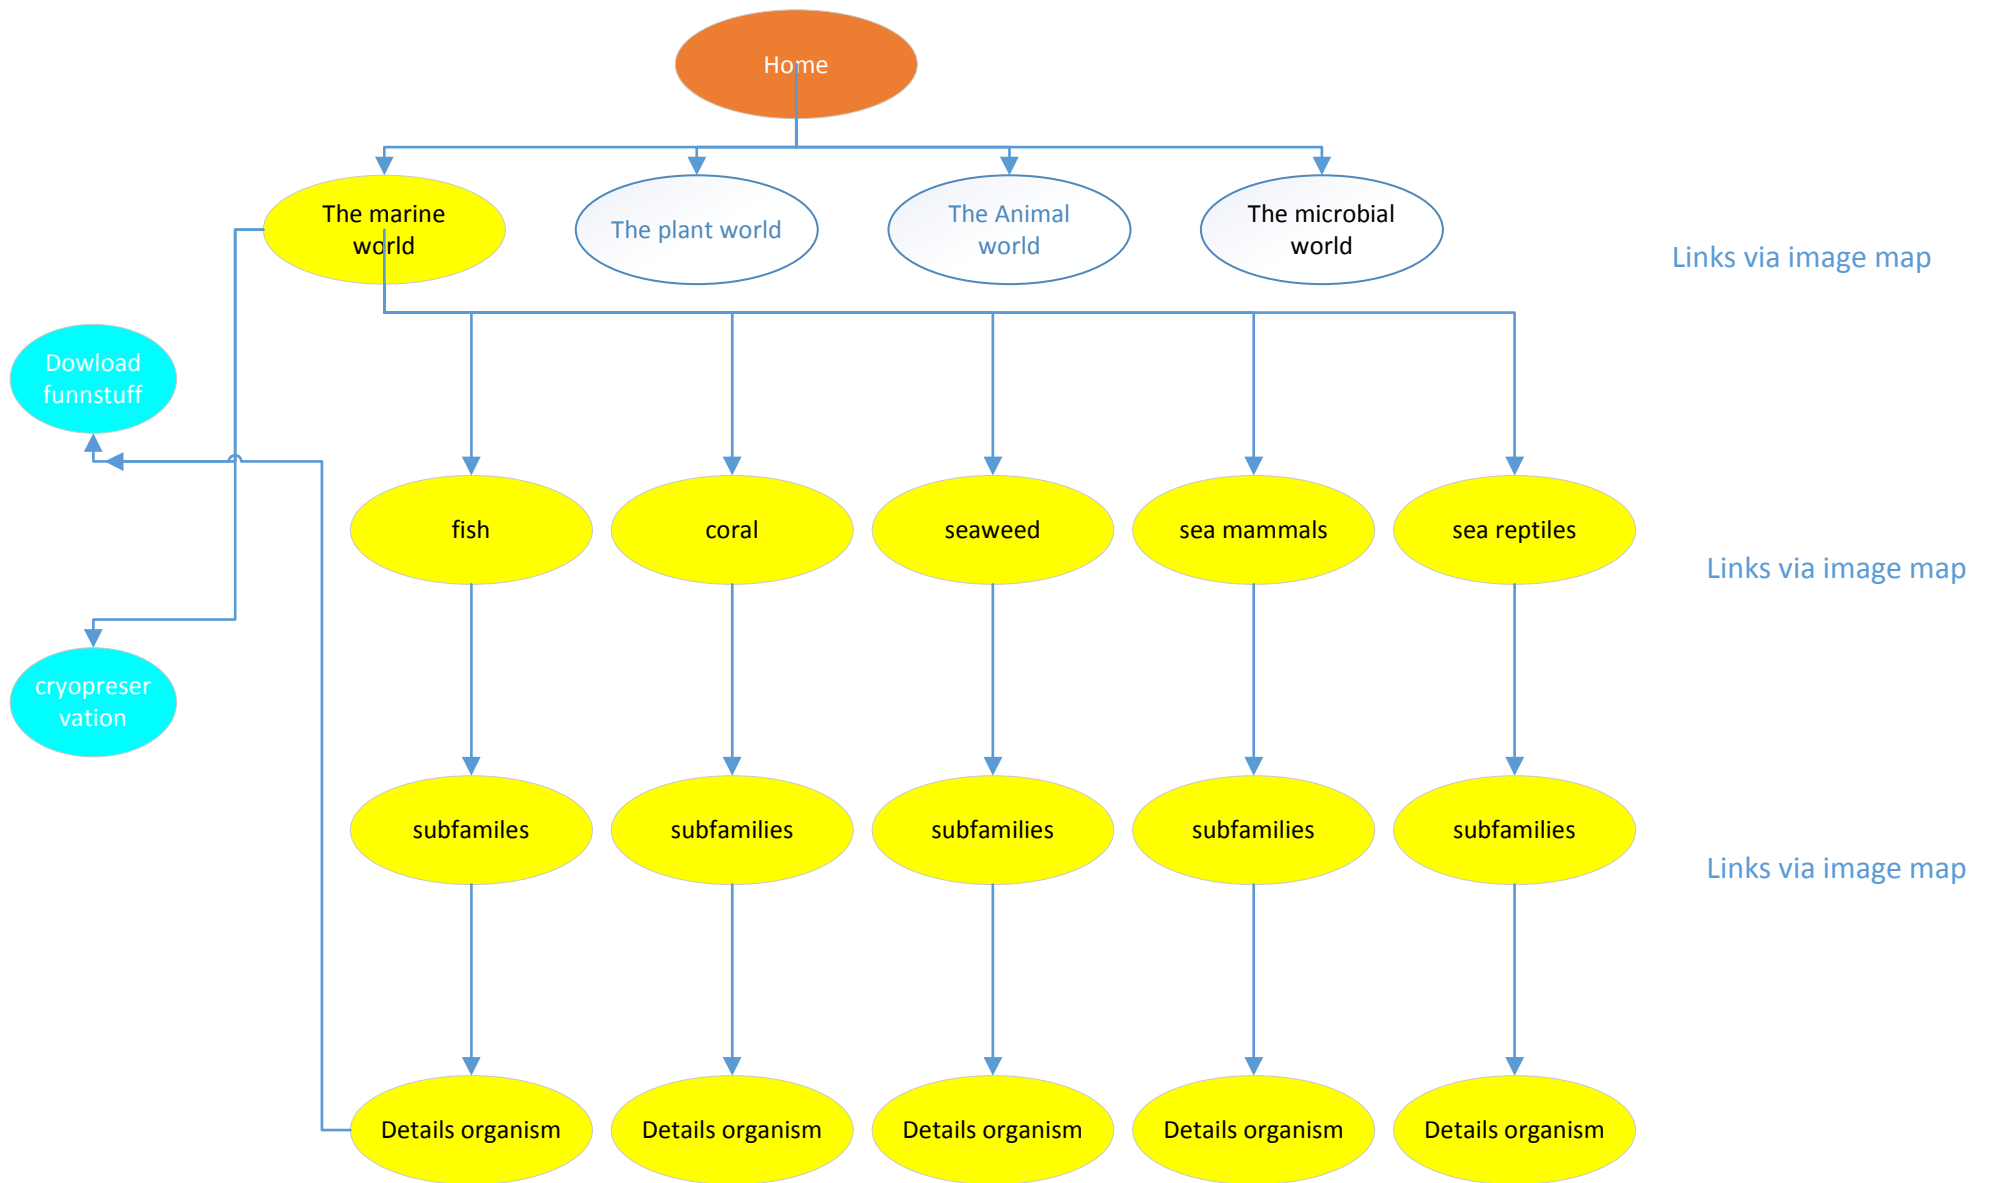 Home
The marine
world
The plant world
The Animal
world
The microbial
world
Links via image map
Dowload
funnstuff
fish
coral
seaweed
sea mammals
sea reptiles
Links via image map
cryopreser
vation
subfamiles
subfamilies
subfamilies
subfamilies
subfamilies
Links via image map
Details organism
Details organism
Details organism
Details organism
Details organism